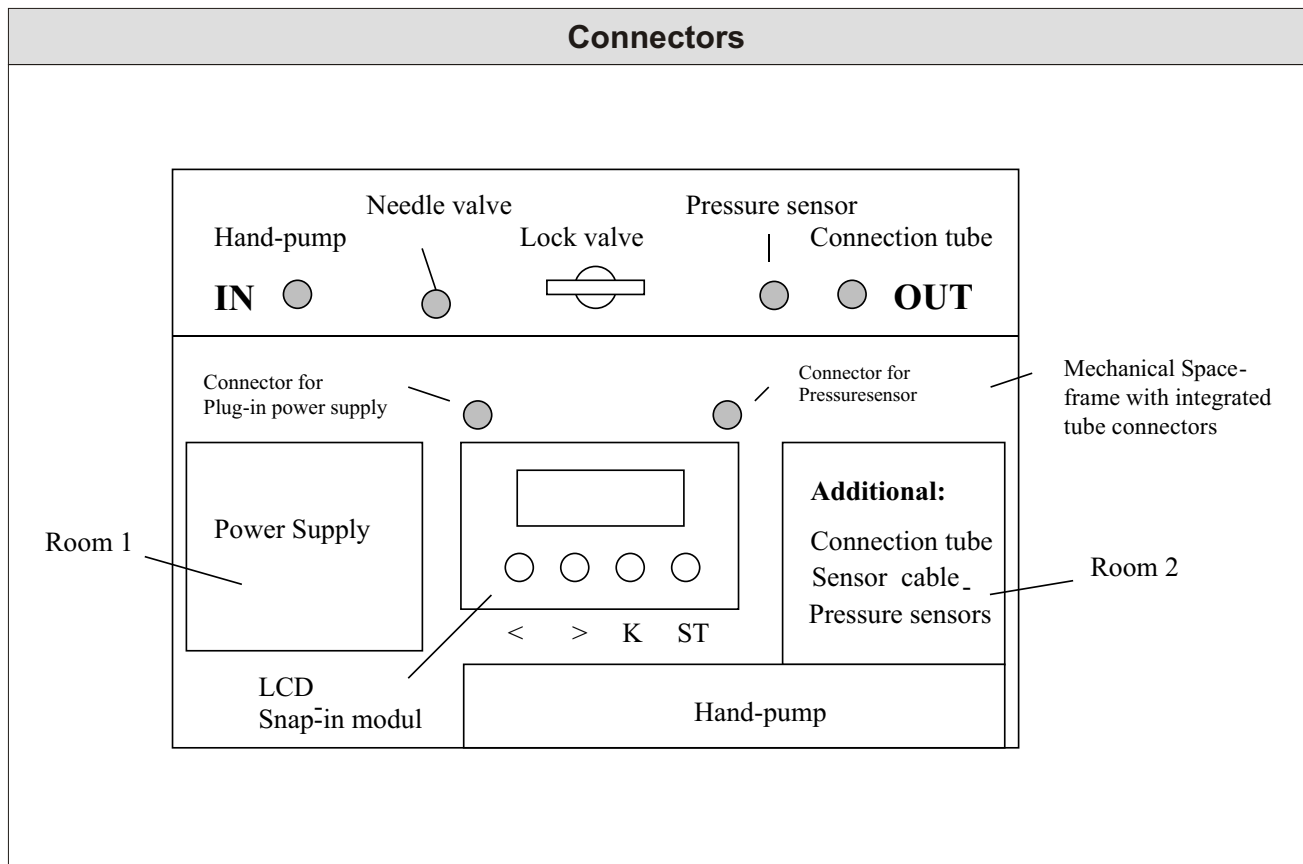 Connectors
Needle valve
Pressure sensor
Hand-pump
Lock valve
Connection tube
IN
OUT
Connector for
Plug-in power supply
Connector for
Pressuresensor
Mechanical Space-
frame with integrated
tube connectors
Room 1
Power Supply
Additional:
Connection tube
Sensor cable -
Pressure sensors
Room 2
< > K ST
LCD -
Snap-in modul
Hand-pump